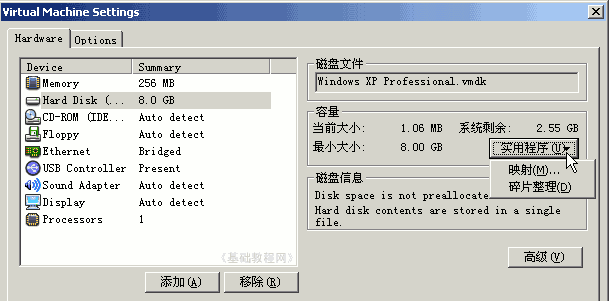 Virtual Machine Settings
Hardware
Options
Device Summary
Memory 256 MB
Hard Disk (... 8.0 GB
CD-ROM (IDE... Auto detect
Floppy Auto detect
Ethernet Bridged
USB Controller Present
Sound Adapter Auto detect
Display Auto detect
Processors 1
《基础教程网》
添加(A)
移除(R)
磁盘文件
Windows XP Professional.vmdk
容量
当前大小: 1.06 MB 系统剩余: 2.55 GB
最小大小: 8.00 GB
实用程序(U)
映射(M)...
碎片整理(D)
磁盘信息
Disk space is not preallocate
Hard disk contents are stored in a single
file.
高级(V)